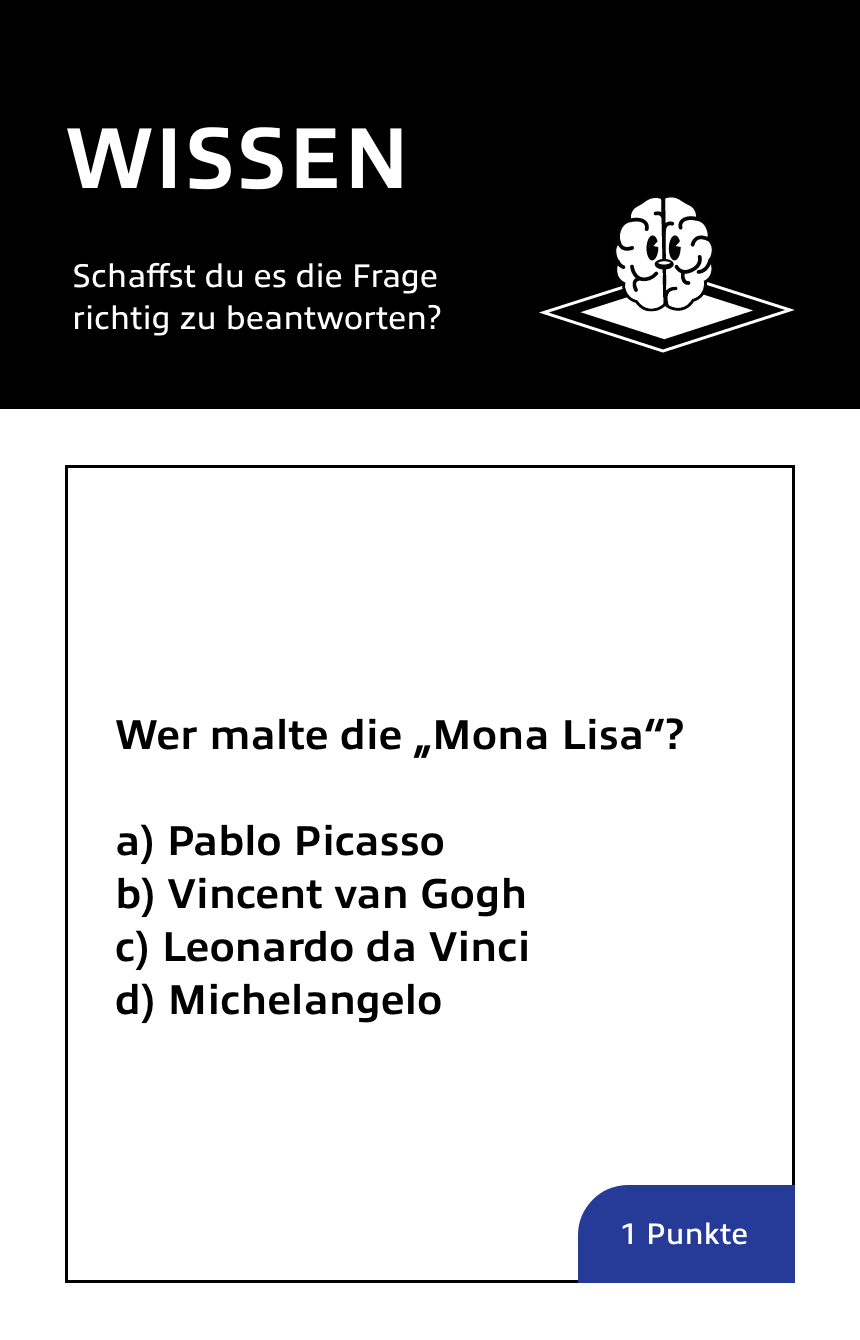 WISSEN
Schaffst du es die Frage
richtig zu beantworten?
Wer malte die „Mona Lisa“?
a) Pablo Picasso
b) Vincent van Gogh
c) Leonardo da Vinci
d) Michelangelo
1 Punkte